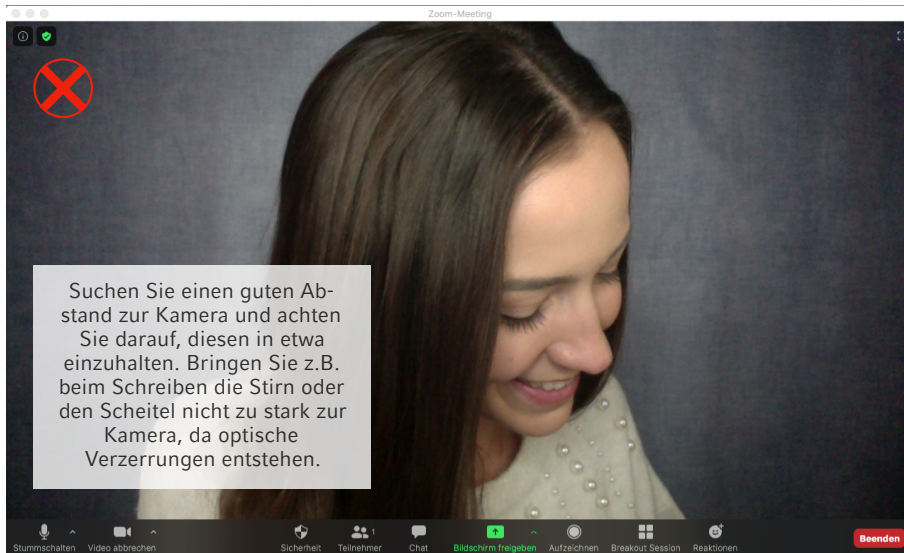 Zoom-Meeting
Suchen Sie einen guten Ab-
stand zur Kamera und achten
Sie darauf, diesen in etwa
einzuhalten. Bringen Sie z.B.
beim Schreiben die Stirn oder
den Scheitel nicht zu stark zur
Kamera, da optische
Verzerrungen entstehen.
1
Stummschalten Video abbrechen Sicherheit Teilnehmer Chat Bildschirm freigeben Aufzeichnen Breakout Session Reaktionen Beenden